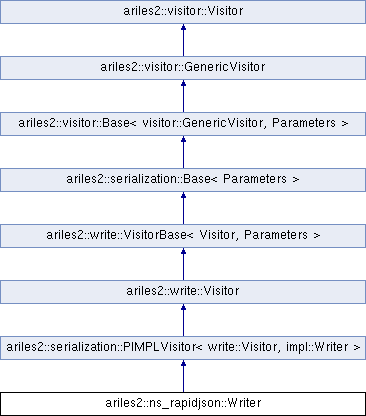 ariles2::visitor::Visitor
ariles2::visitor::GenericVisitor
ariles2::visitor::Base< visitor::GenericVisitor, Parameters >
ariles2::serialization::Base< Parameters >
ariles2::write::VisitorBase< Visitor, Parameters >
ariles2::write::Visitor
ariles2::serialization::PIMPLVisitor< write::Visitor, impl::Writer >
ariles2::ns_rapidjson::Writer